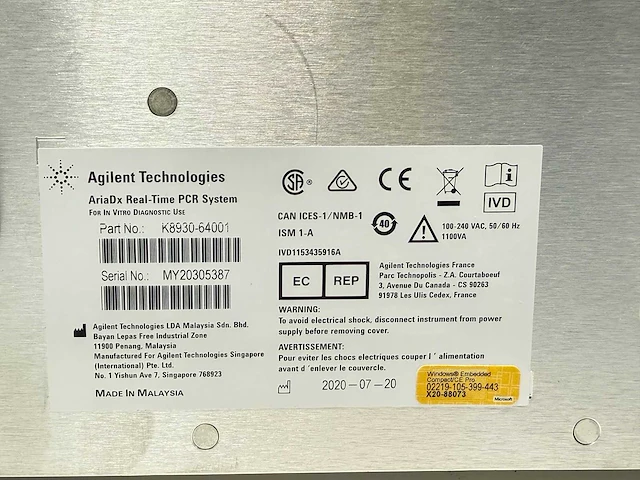 Agilent Technologies
AriaDx Real-Time PCR System
FOR IN VITRO DIAGNOSTIC USE
Part No.: K8930-64001
Serial No.: MY20305387
Agilent Technologies LDA Malaysia Sdn. Bhd.
Bayan Lepas Free Industrial Zone
11900 Penang, Malaysia
Manufactured For Agilent Technologies Singapore
(International) Pte. Ltd.
No. 1 Yishun Ave 7, Singapore 768923
MADE IN MALAYSIA
SA ®
CE
i
IVD
CAN ICES-1/NMB-1
ISM 1-A
40
100-240 VAC, 50/60 Hz
1100VA
IVD1153435916A
EC REP
Agilent Technologies France
Parc Technopolis - Z.A. Courtaboeuf
3, Avenue Du Canada - CS 90263
91978 Les Ulis Cedex, France
WARNING:
To avoid electrical shock, disconnect instrument from power
supply before removing cover.
AVERTISSEMENT:
Pour eviter les chocs electriques couper l ' alimentation
avant d 'enlever le couvercle.
2020-07-20
Windows® Embedded
Compact/CE Pro
02219-105-399-443
X20-88073
Microsoft